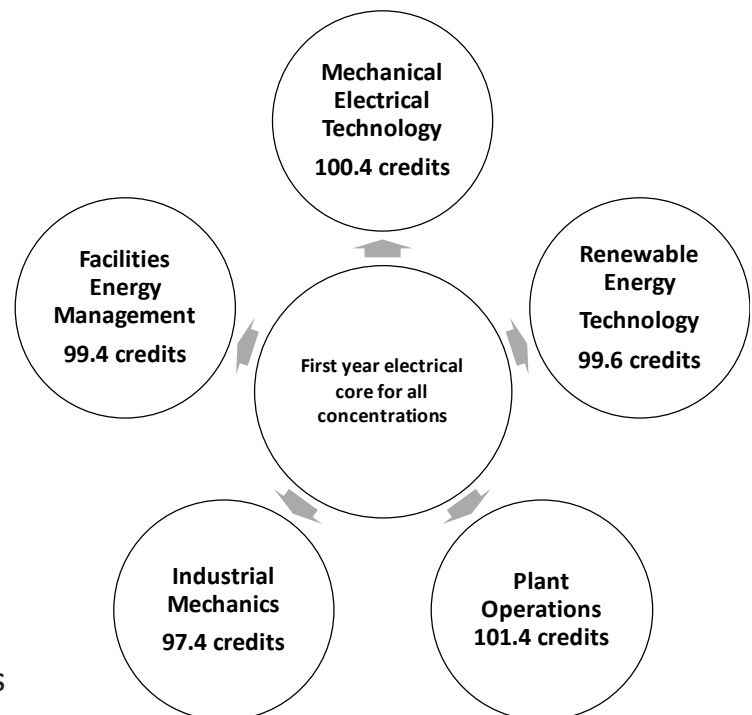 Mechanical
Electrical
Technology
100.4 credits
Facilities
Energy
Management
99.4 credits
Renewable
Energy
Technology
99.6 credits
First year electrical
core for all
concentrations
Industrial
Mechanics
97.4 credits
Plant
Operations
101.4 credits
s